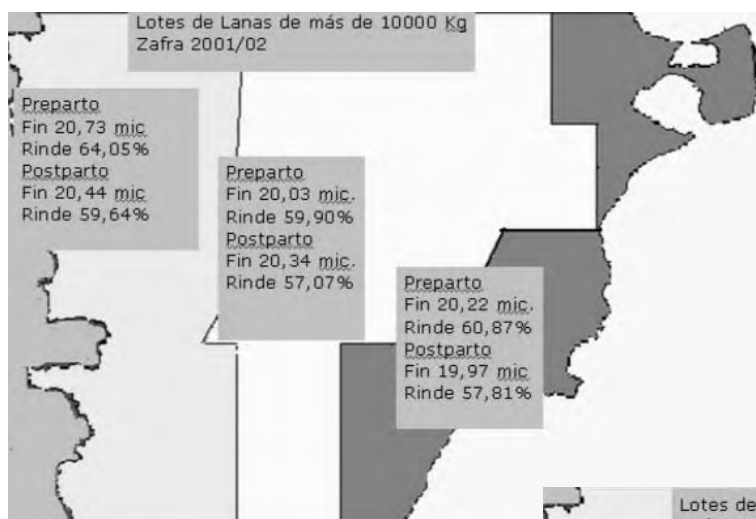 Lotes de Lanas de más de 10000 Kg
Zafra 2001/02
Preparto
Fin 20,73 mic
Rinde 64,05%
Postparto
Fin 20,44 mic
Rinde 59,64%
Preparto
Fin 20,03 mic.
Rinde 59,90%
Postparto
Fin 20,34 mic.
Rinde 57,07%
Preparto
Fin 20,22 mic.
Rinde 60,87%
Postparto
Fin 19,97 mic
Rinde 57,81%
Lotes de